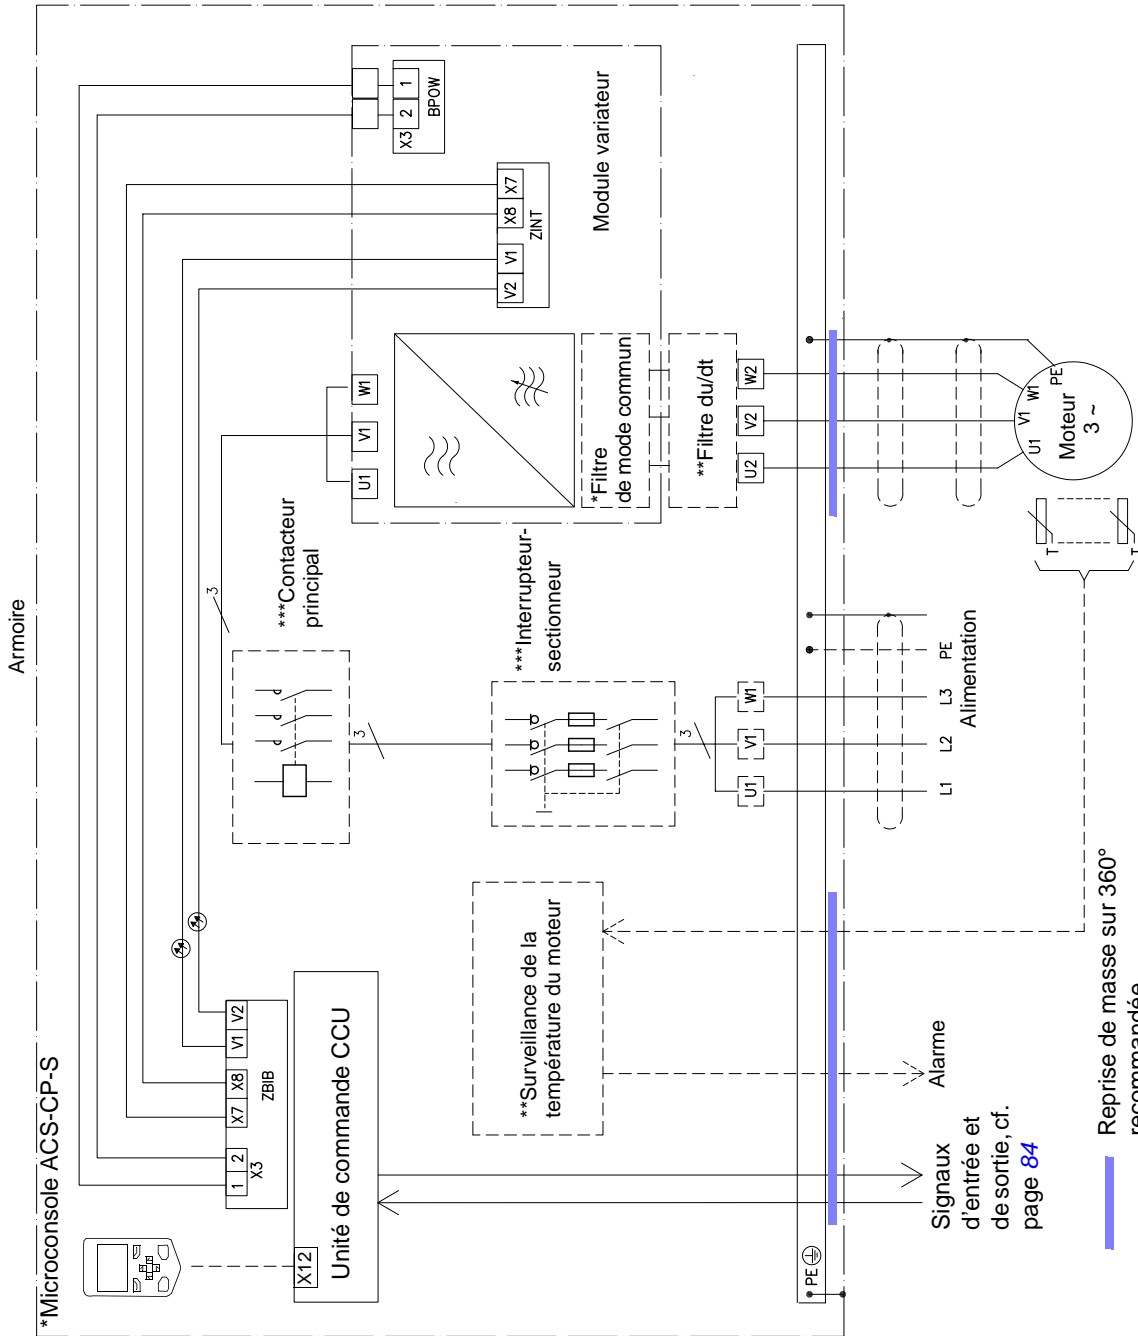 Armoire
*Microconsole ACS-CP-S
X12
Unité de commande CCU
1
2
X3
X7
X8
V1
V2
ZBIB
1
2
X3
BPOW
X7
X8
V1
V2
ZINT
Module variateur
3
***Contacteur
principal
3
***Interrupteur-
sectionneur
3
U1
V1
W1
*Filtre
de mode commun
**Filtre du/dt
U2
V2
W2
U1
V1
W1
PE
Moteur
3 ~
T
T
U1
V1
W1
L1
L2
L3
PE
Alimentation
**Surveillance de la
température du moteur
Alarme
Signaux
d'entrée et
de sortie, cf.
page 84
PE
Reprise de masse sur 360°
recommandée